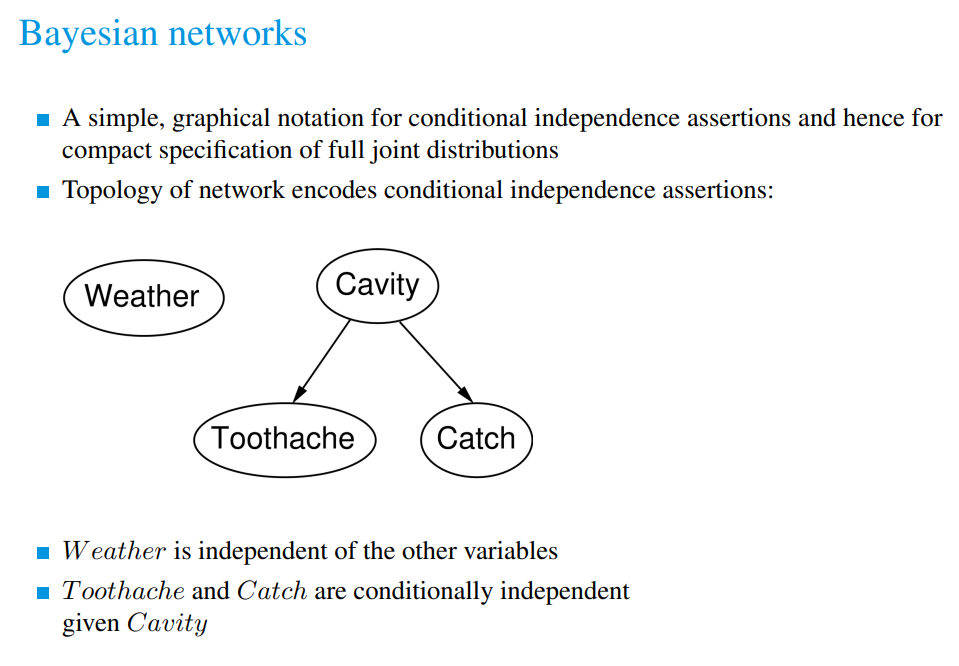 Bayesian networks
A simple, graphical notation for conditional independence assertions and hence for
compact specification of full joint distributions
Topology of network encodes conditional independence assertions:
Weather
Cavity
Toothache
Catch
Weather is independent of the other variables
Toothache and Catch are conditionally independent
given Cavity